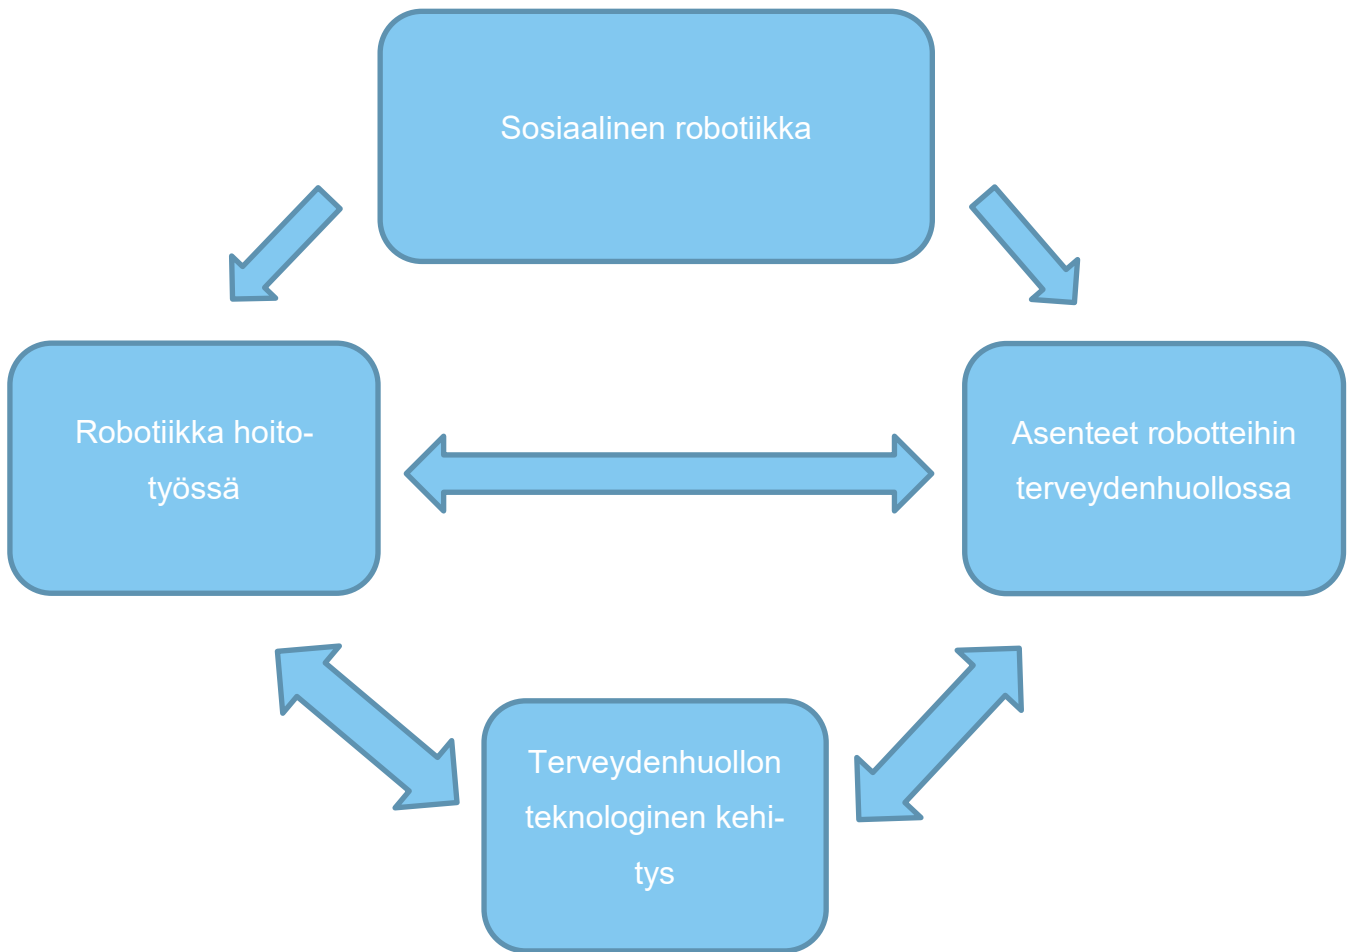 Sosiaalinen robotiikka
Robotiikka hoito-
työssä
Asenteet robotteihin
terveydenhuollossa
Terveydenhuollon
teknologinen kehi-
tys